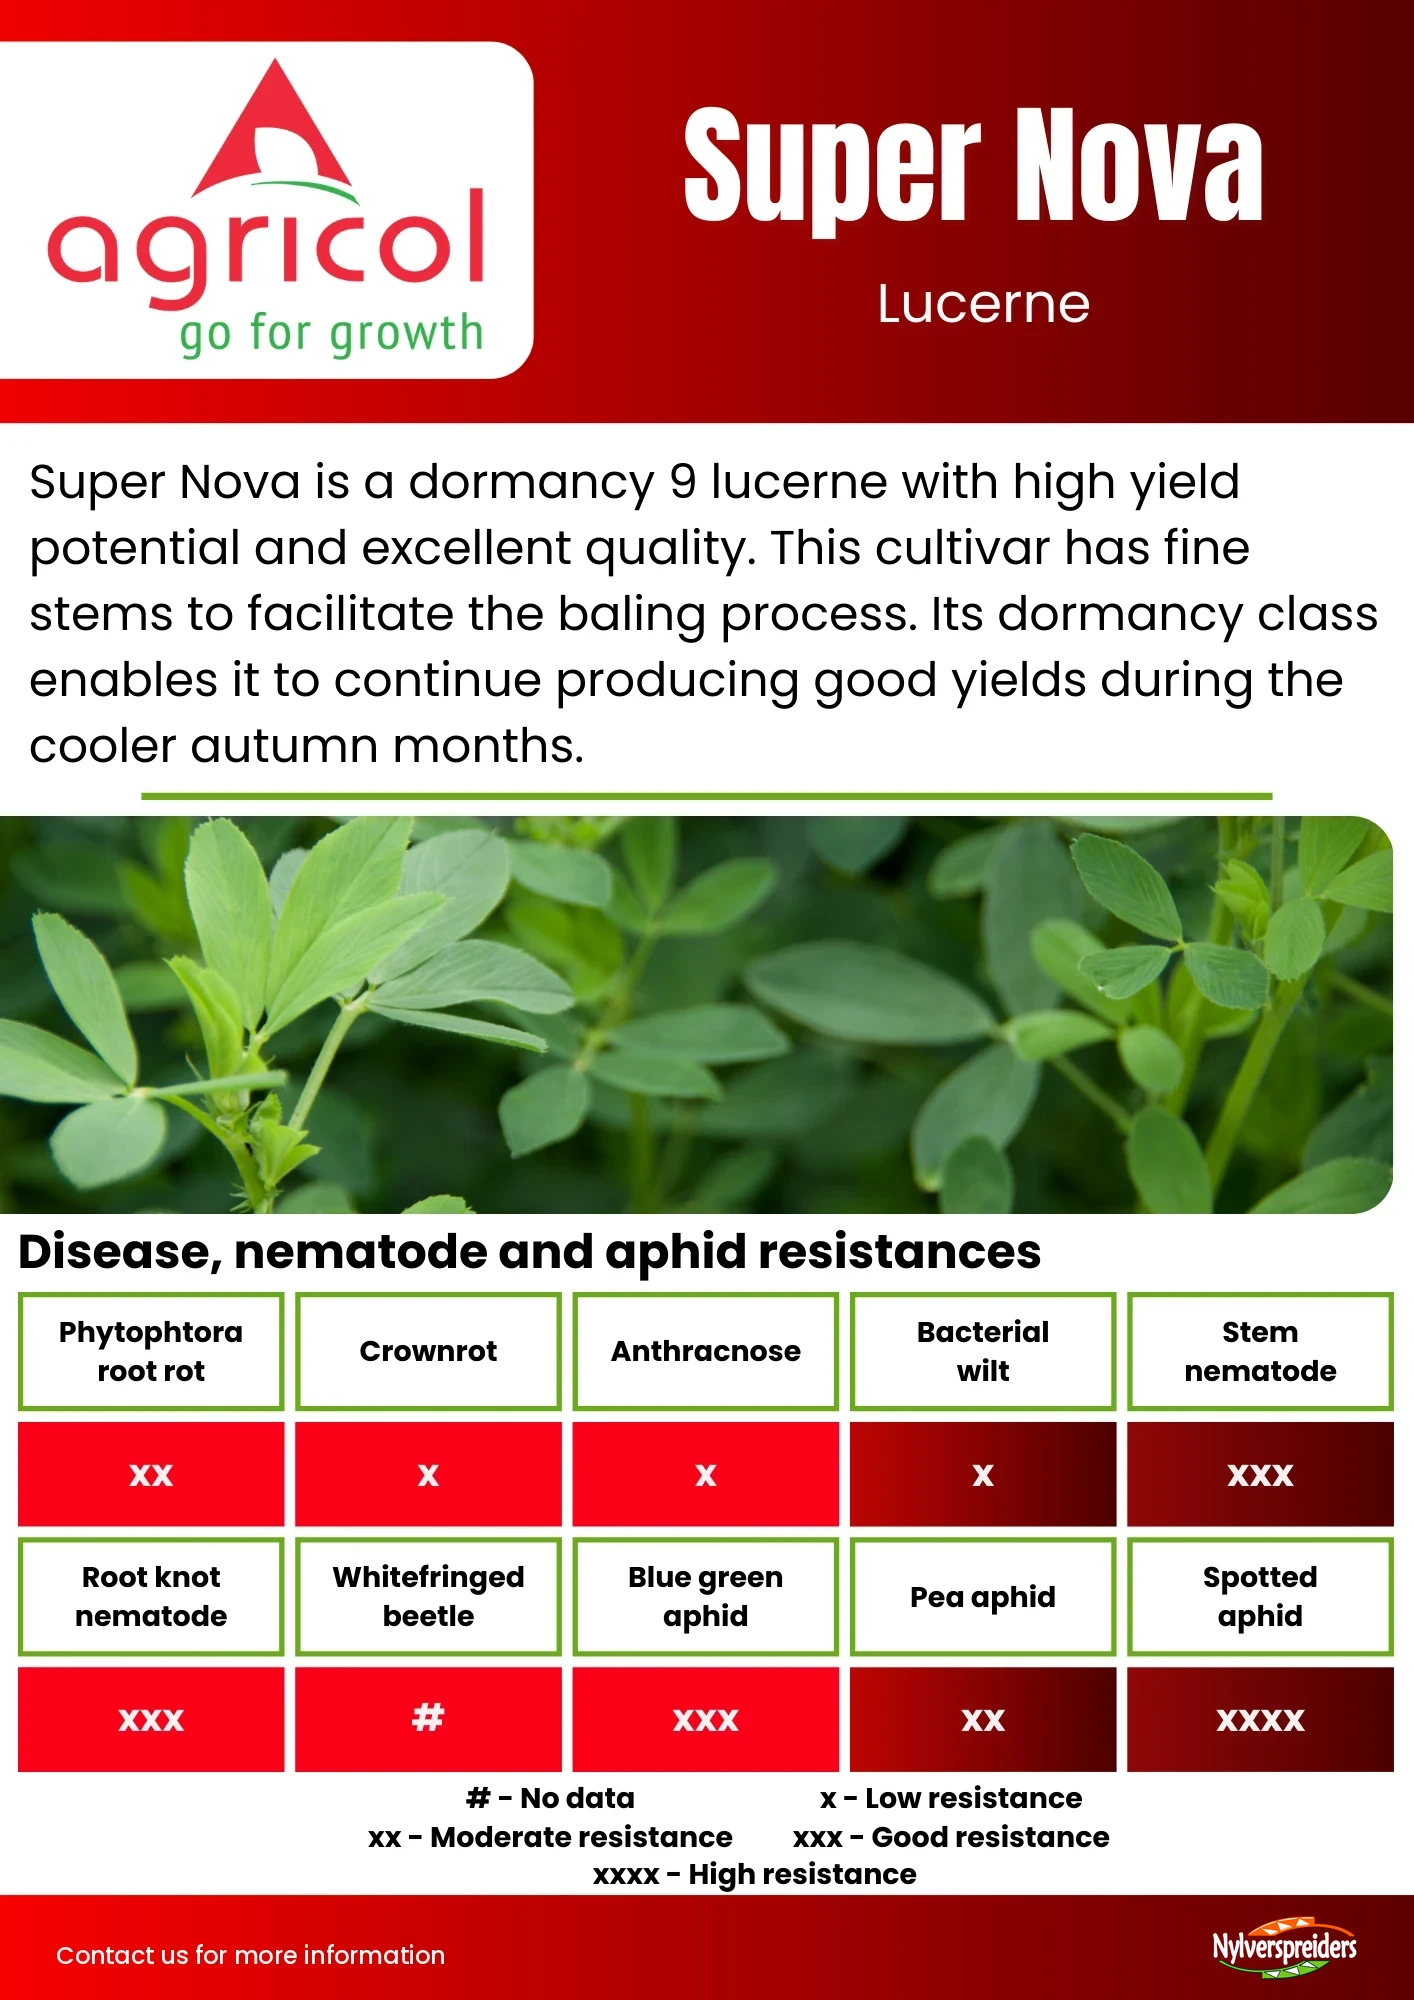 agricol
go for growth
Super Nova
Lucerne
Super Nova is a dormancy 9 lucerne with high yield
potential and excellent quality. This cultivar has fine
stems to facilitate the baling process. Its dormancy class
enables it to continue producing good yields during the
cooler autumn months.
Disease, nematode and aphid resistances
Phytophtora
root rot
Crownrot
Anthracnose
Bacterial
wilt
Stem
nematode
xx
x
x
x
xxx
Root knot
nematode
Whitefringed
beetle
Blue green
aphid
Pea aphid
Spotted
aphid
xxx
#
xxx
xx
xxxx
# - No data
x - Low resistance
xx - Moderate resistance
xxx - Good resistance
xxxx - High resistance
Contact us for more information
Nylverspreiders